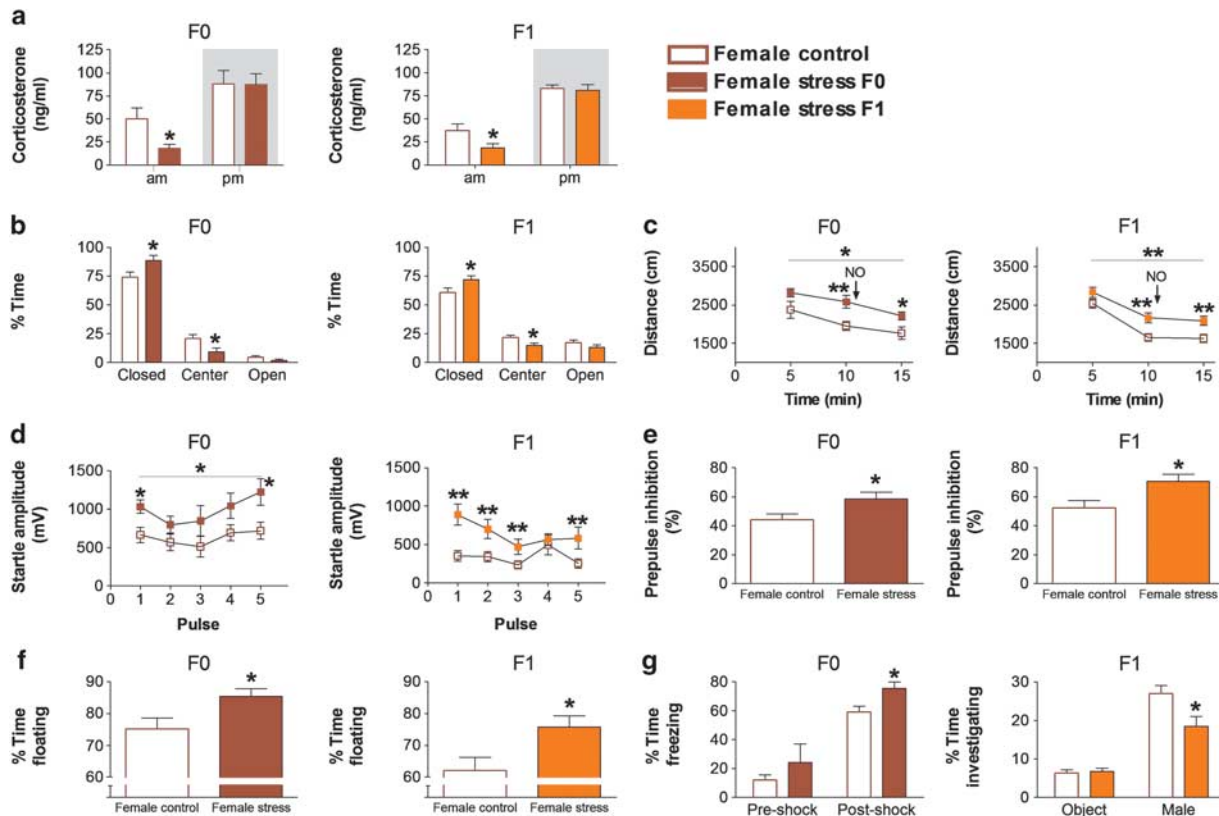 a
F0
Corticosterone
(ng/ml)
125
100
75
50
25
0
*
am
pm
F1
Corticosterone
(ng/ml)
125
100
75
50
25
0
*
am
pm
Female control
Female stress F0
Female stress F1
b
F0
% Time
100
75
50
25
0
*
*
Closed
Center
Open
F1
% Time
100
75
50
25
0
*
*
Closed
Center
Open
c
F0
Distance (cm)
3500
2500
1500
*
NO
**
*
0
5
10
15
Time (min)
F1
Distance (cm)
3500
2500
1500
**
NO
**
**
0
5
10
15
Time (min)
d
F0
Startle amplitude
(mV)
1500
1000
500
0
*
*
*
0
1
2
3
4
5
Pulse
F1
Startle amplitude
(mV)
1500
1000
500
0
**
**
**
**
0
1
2
3
4
5
Pulse
e
F0
Prepulse inhibition
(%)
80
60
40
20
0
*
Female control
Female stress
F1
Prepulse inhibition
(%)
80
60
40
20
0
*
Female control
Female stress
f
F0
% Time
floating
90
80
70
60
*
Female control
Female stress
F1
% Time
floating
90
80
70
60
*
Female control
Female stress
g
F0
% Time
freezing
80
60
40
20
0
*
Pre-shock
Post-shock
F1
% Time
investigating
30
20
10
0
*
Object
Male